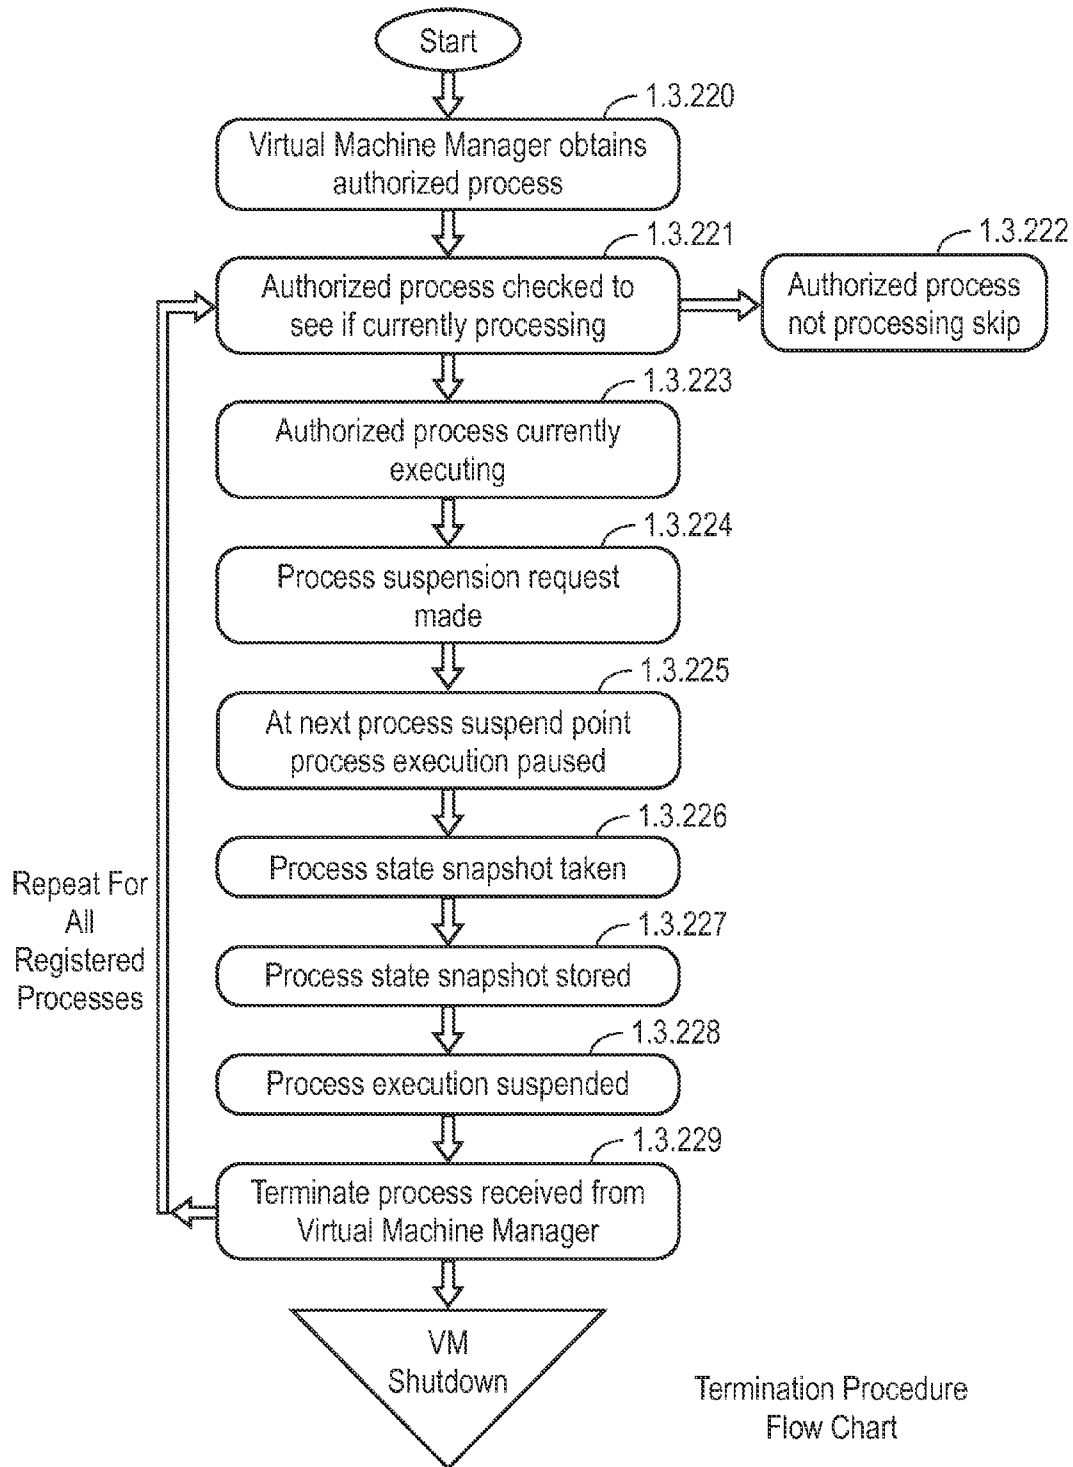 Start
1.3.220
Virtual Machine Manager obtains
authorized process
1.3.221
Authorized process checked to
see if currently processing
1.3.222
Authorized process
not processing skip
1.3.223
Authorized process currently
executing
1.3.224
Process suspension request
made
1.3.225
At next process suspend point
process execution paused
1.3.226
Process state snapshot taken
1.3.227
Process state snapshot stored
1.3.228
Process execution suspended
1.3.229
Terminate process received from
Virtual Machine Manager
Repeat For
All
Registered
Processes
VM
Shutdown
Termination Procedure
Flow Chart